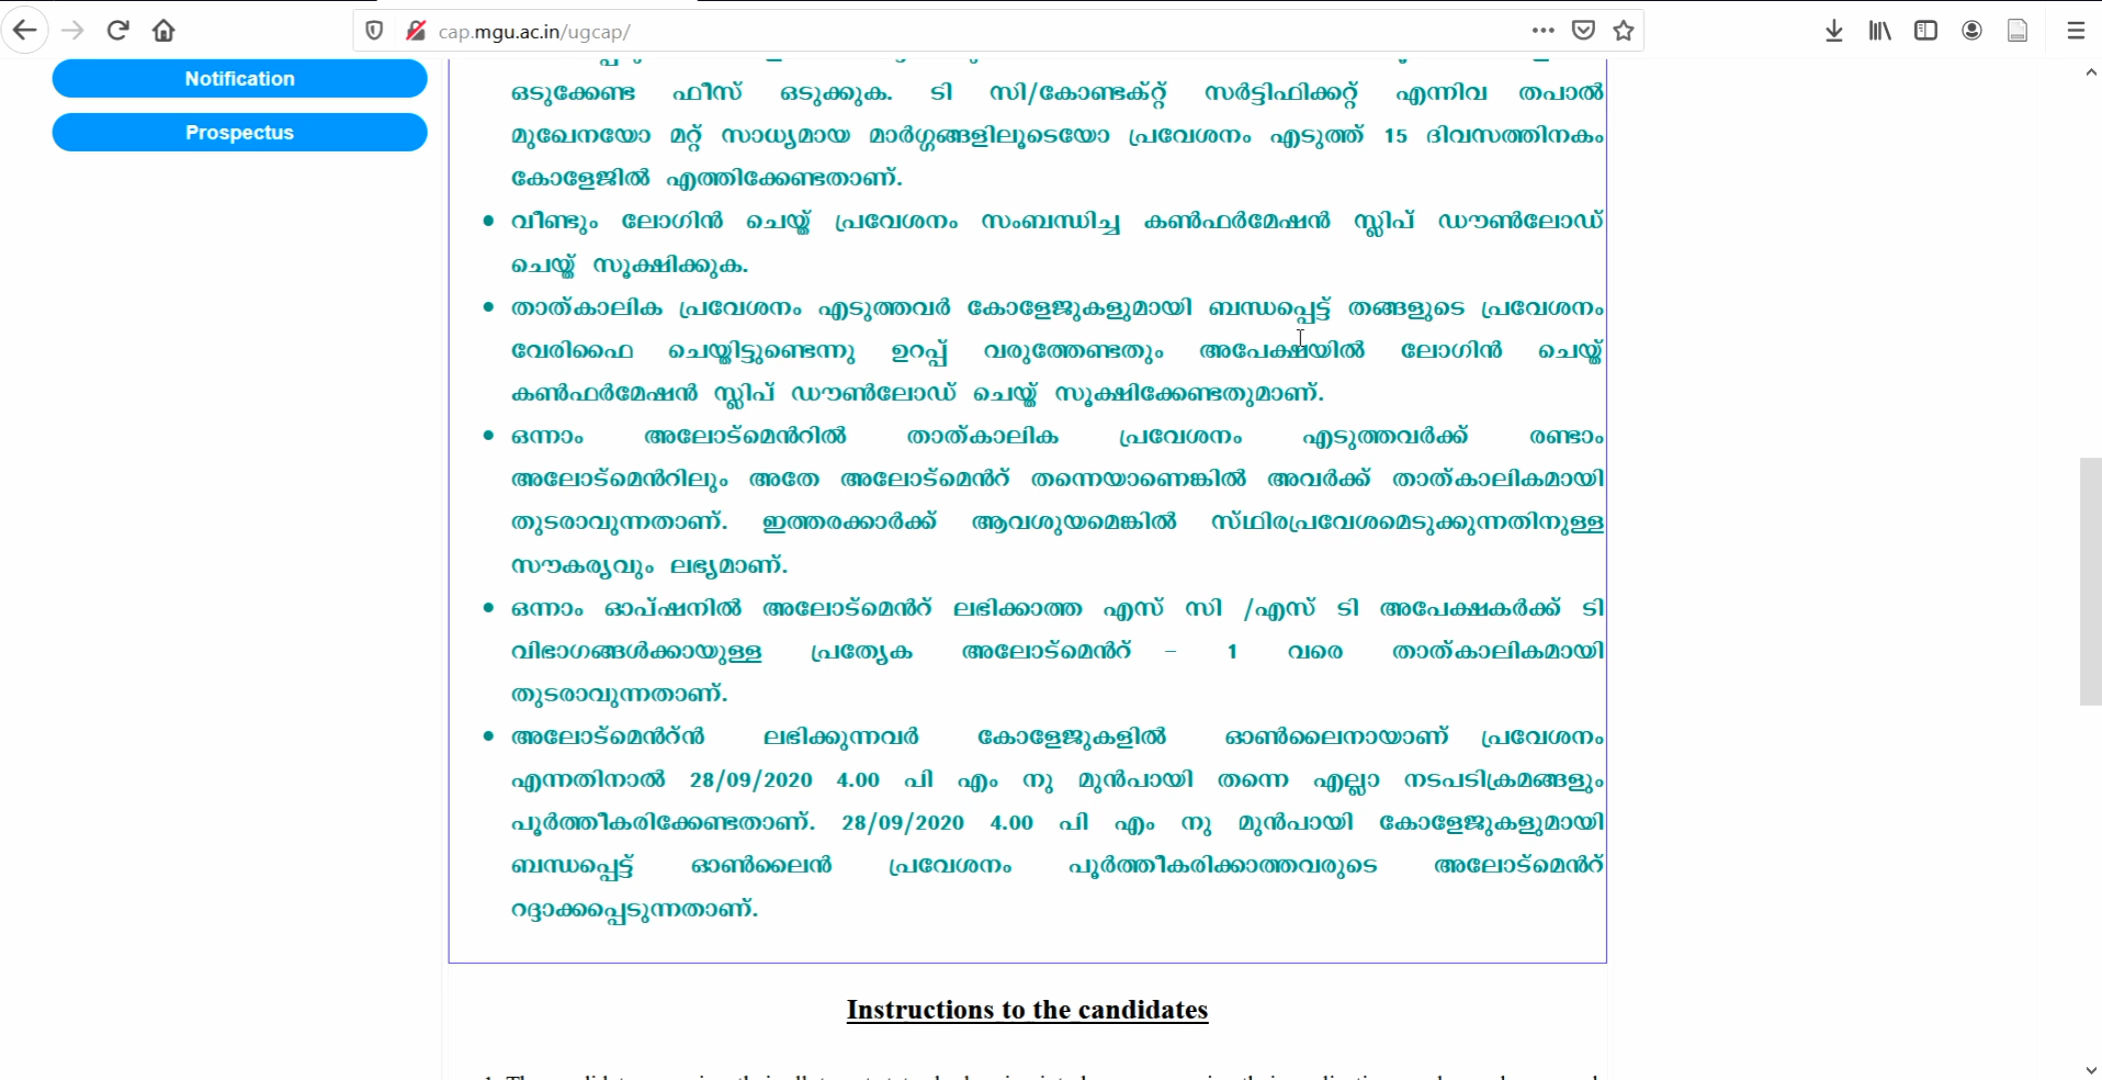 cap.mgu.ac.in/ugcap/
Notification
Prospectus
ഒടുക്കേണ്ട ഫീസ് ഒടുക്കുക. ടി സി/കോണ്ടക്റ്റ് സർട്ടിഫിക്കറ്റ് എന്നിവ തപാൽ
മുഖേനയോ മറ്റ് സാധ്യമായ മാർഗ്ഗങ്ങളിലൂടെയോ പ്രവേശനം എടുത്ത് 15 ദിവസത്തിനകം
കോളേജിൽ എത്തിക്കേണ്ടതാണ്.
• വീണ്ടും ലോഗിൻ ചെയ്ത് പ്രവേശനം സംബന്ധിച്ച കൺഫർമേഷൻ സ്ലിപ് ഡൗൺലോഡ്
ചെയ്ത് സൂക്ഷിക്കുക.
• താത്കാലിക പ്രവേശനം എടുത്തവർ കോളേജുകളുമായി ബന്ധപ്പെട്ട് തങ്ങളുടെ പ്രവേശനം
വേരിഫൈ ചെയ്തിട്ടുണ്ടെന്നു ഉറപ്പ് വരുത്തേണ്ടതും അപേക്ഷയിൽ ലോഗിൻ ചെയ്ത്
കൺഫർമേഷൻ സ്ലിപ് ഡൗൺലോഡ് ചെയ്ത് സൂക്ഷിക്കേണ്ടതുമാണ്.
• ഒന്നാം അലോട്മെൻറിൽ താത്കാലിക പ്രവേശനം എടുത്തവർക്ക് രണ്ടാം
അലോട്മെൻറിലും അതേ അലോട്മെൻറ് തന്നെയാണെങ്കിൽ അവർക്ക് താത്കാലികമായി
തുടരാവുന്നതാണ്. ഇത്തരക്കാർക്ക് ആവശുയമെങ്കിൽ സ്ഥിരപ്രവേശമെടുക്കുന്നതിനുള്ള
സൗകര്യവും ലഭ്യമാണ്.
• ഒന്നാം ഓപ്ഷനിൽ അലോട്മെൻറ് ലഭിക്കാത്ത എസ് സി /എസ് ടി അപേക്ഷകർക്ക് ടി
വിഭാഗങ്ങൾക്കായുള്ള പ്രത്യേക അലോട്മെൻറ് – 1 വരെ താത്കാലികമായി
തുടരാവുന്നതാണ്.
• അലോട്മെൻറ്ൻ ലഭിക്കുന്നവർ കോളേജുകളിൽ ഓൺലൈനായാണ് പ്രവേശനം
എന്നതിനാൽ 28/09/2020 4.00 പി എം നു മുൻപായി തന്നെ എല്ലാ നടപടിക്രമങ്ങളും
പൂർത്തീകരിക്കേണ്ടതാണ്. 28/09/2020 4.00 പി എം നു മുൻപായി കോളേജുകളുമായി
ബന്ധപ്പെട്ട് ഓൺലൈൻ പ്രവേശനം പൂർത്തീകരിക്കാത്തവരുടെ അലോട്മെൻറ്
റദ്ദാക്കപ്പെടുന്നതാണ്.
Instructions to the candidates